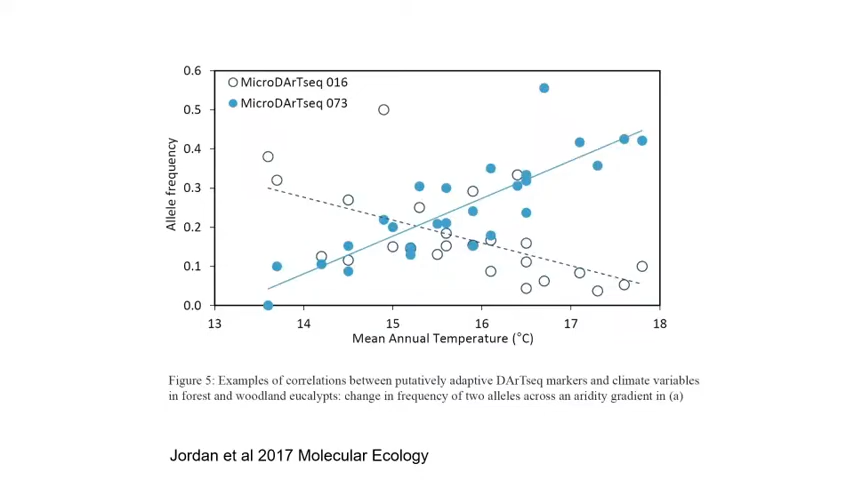 0.6
MicroDArTseq 016
MicroDArTseq 073
0.5
0.4
0.3
0.2
0.1
0.0
Allele frequency
13 14 15 16 17 18
Mean Annual Temperature (°C)
Figure 5: Examples of correlations between putatively adaptive DArTseq markers and climate variables
in forest and woodland eucalypts: change in frequency of two alleles across an aridity gradient in (a)
Jordan et al 2017 Molecular Ecology